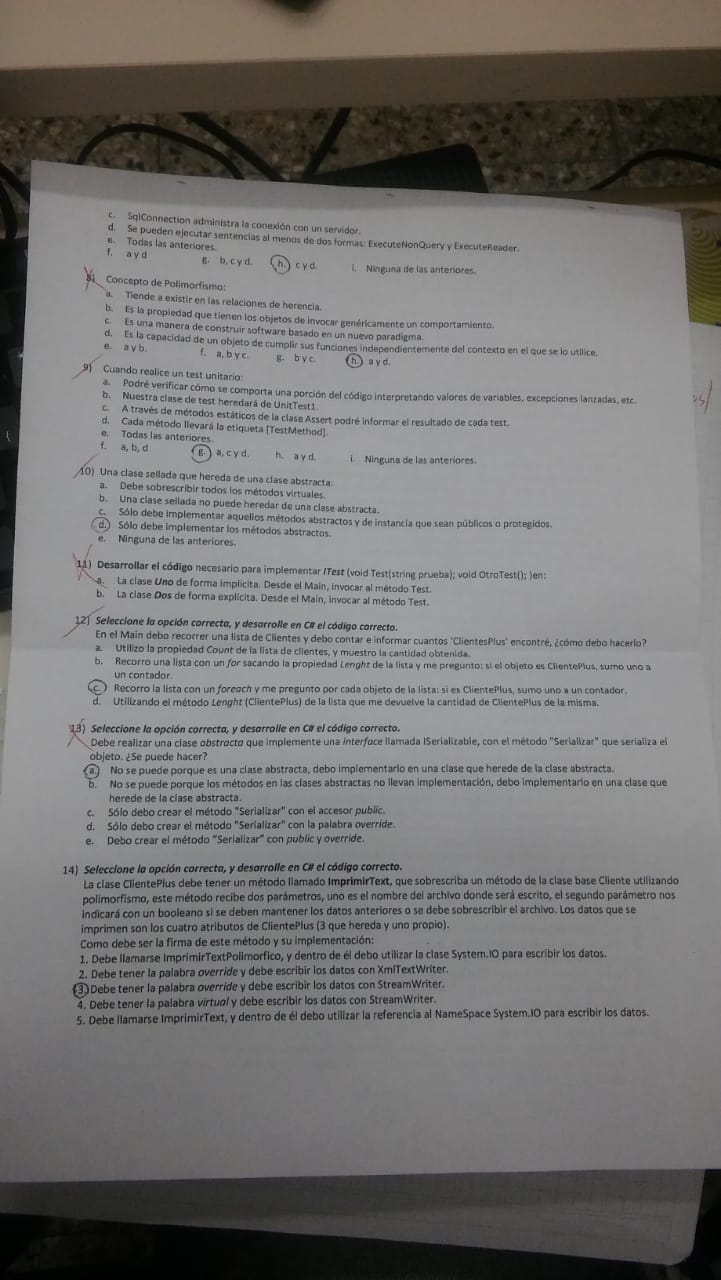 c. SqlConnection administra la conexión con un servidor.
d. Se pueden ejecutar sentencias al menos de dos formas: ExecuteNonQuery y ExecuteReader.
e. Todas las anteriores.
f. a y d g. b, c y d. h. c y d. i. Ninguna de las anteriores.
8) Concepto de Polimorfismo:
a. Tiende a existir en las relaciones de herencia.
b. Es la propiedad que tienen los objetos de invocar genéricamente un comportamiento.
c. Es una manera de construir software basado en un nuevo paradigma.
d. Es la capacidad de un objeto de cumplir sus funciones independientemente del contexto en el que se lo utilice.
e. a y b. f. a, b y c. g. b y c. h. a y d.
9) Cuando realice un test unitario:
a. Podré verificar cómo se comporta una porción del código interpretando valores de variables, excepciones lanzadas, etc.
b. Nuestra clase de test heredará de UnitTest1.
c. A través de métodos estáticos de la clase Assert podré informar el resultado de cada test.
d. Cada método llevará la etiqueta [TestMethod].
e. Todas las anteriores.
f. a, b, d g. a, c y d. h. a y d. i. Ninguna de las anteriores.
10) Una clase sellada que hereda de una clase abstracta:
a. Debe sobrescribir todos los métodos virtuales.
b. Una clase sellada no puede heredar de una clase abstracta.
c. Sólo debe implementar aquellos métodos abstractos y de instancia que sean públicos o protegidos.
d. Sólo debe implementar los métodos abstractos.
e. Ninguna de las anteriores.
11) Desarrollar el código necesario para implementar ITest (void Test(string prueba); void OtroTest(); )en:
a. La clase Uno de forma implícita. Desde el Main, invocar al método Test.
b. La clase Dos de forma explícita. Desde el Main, invocar al método Test.
12) Seleccione la opción correcta, y desarrolle en C# el código correcto.
En el Main debo recorrer una lista de Clientes y debo contar e informar cuantos 'ClientesPlus' encontré, ¿cómo debo hacerlo?
a. Utilizo la propiedad Count de la lista de clientes, y muestro la cantidad obtenida.
b. Recorro una lista con un for sacando la propiedad Lenght de la lista y me pregunto: si el objeto es ClientePlus, sumo uno a
un contador.
c. Recorro la lista con un foreach y me pregunto por cada objeto de la lista: si es ClientePlus, sumo uno a un contador.
d. Utilizando el método Lenght (ClientePlus) de la lista que me devuelve la cantidad de ClientePlus de la misma.
13) Seleccione la opción correcta, y desarrolle en C# el código correcto.
Debe realizar una clase abstracta que implemente una interface llamada ISerializable, con el método "Serializar" que serializa el
objeto. ¿Se puede hacer?
a. No se puede porque es una clase abstracta, debo implementarlo en una clase que herede de la clase abstracta.
b. No se puede porque los métodos en las clases abstractas no llevan implementación, debo implementarlo en una clase que
herede de la clase abstracta.
c. Sólo debo crear el método "Serializar" con el accesor public.
d. Sólo debo crear el método "Serializar" con la palabra override.
e. Debo crear el método "Serializar" con public y override.
14) Seleccione la opción correcta, y desarrolle en C# el código correcto.
La clase ClientePlus debe tener un método llamado ImprimirText, que sobrescriba un método de la clase base Cliente utilizando
polimorfismo, este método recibe dos parámetros, uno es el nombre del archivo donde será escrito, el segundo parámetro nos
indicará con un booleano si se deben mantener los datos anteriores o se debe sobrescribir el archivo. Los datos que se
imprimen son los cuatro atributos de ClientePlus (3 que hereda y uno propio).
Como debe ser la firma de este método y su implementación:
1. Debe llamarse ImprimirTextPolimorfico, y dentro de él debo utilizar la clase System.IO para escribir los datos.
2. Debe tener la palabra override y debe escribir los datos con XmlTextWriter.
3. Debe tener la palabra override y debe escribir los datos con StreamWriter.
4. Debe tener la palabra virtual y debe escribir los datos con StreamWriter.
5. Debe llamarse ImprimirText, y dentro de él debo utilizar la referencia al NameSpace System.IO para escribir los datos.